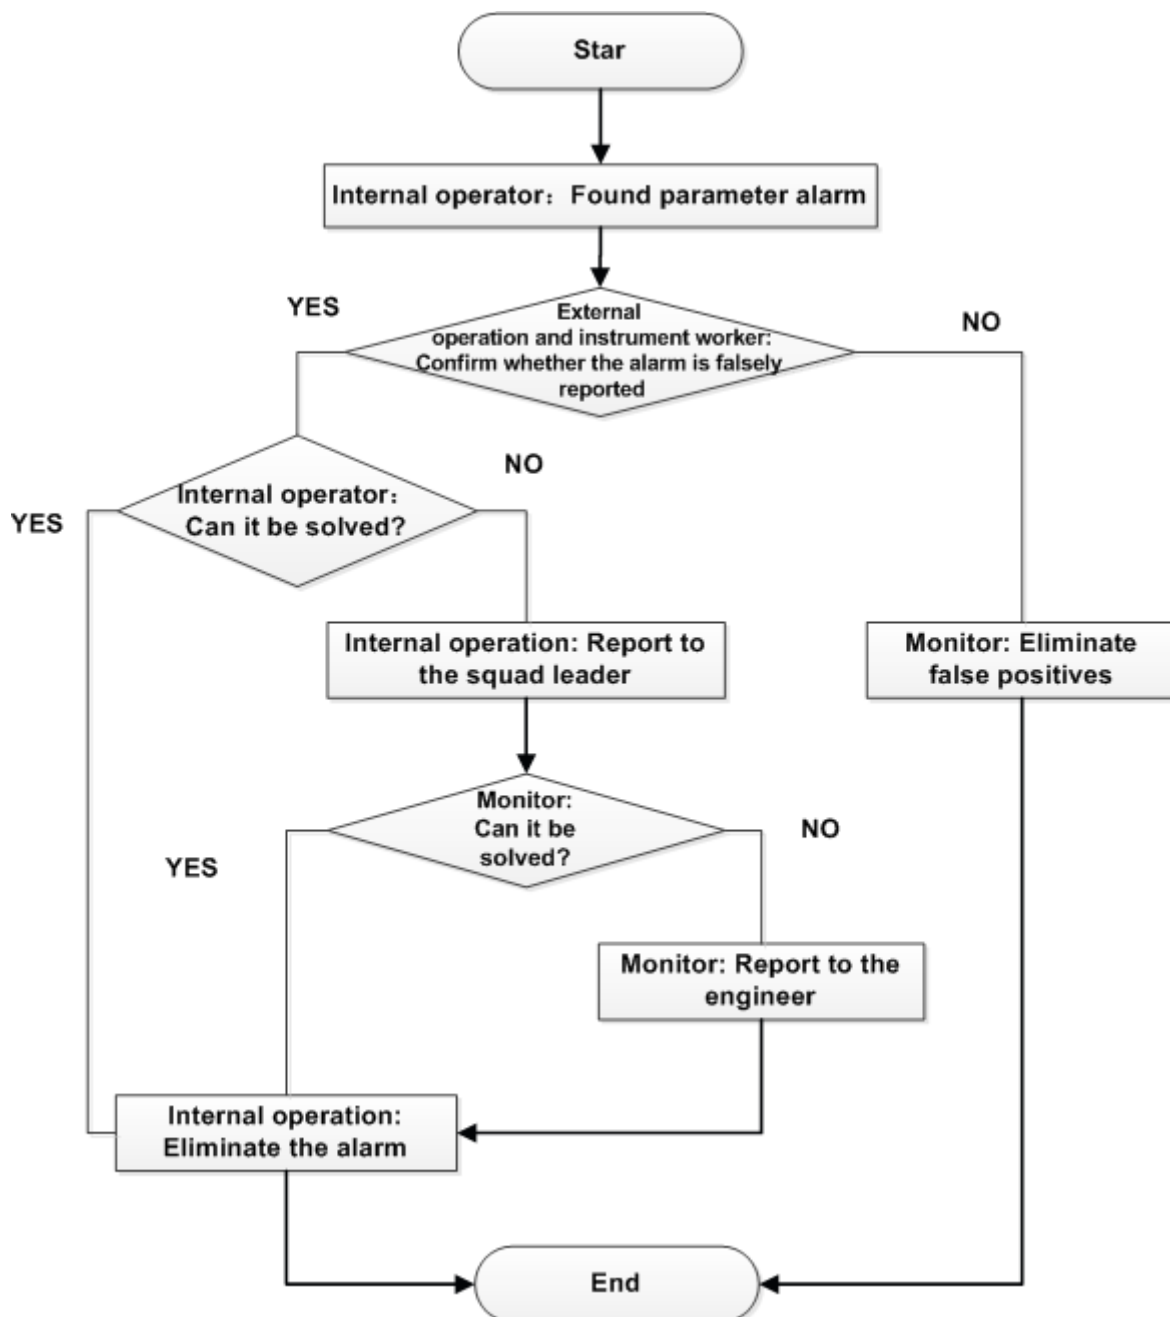 Star
Internal operator：Found parameter alarm
YES
External
operation and instrument worker:
Confirm whether the alarm is falsely
reported
NO
Internal operator：
Can it be solved?
NO
YES
Internal operation: Report to
the squad leader
Monitor: Eliminate
false positives
Monitor:
Can it be
solved?
NO
YES
Monitor: Report to the
engineer
Internal operation:
Eliminate the alarm
End